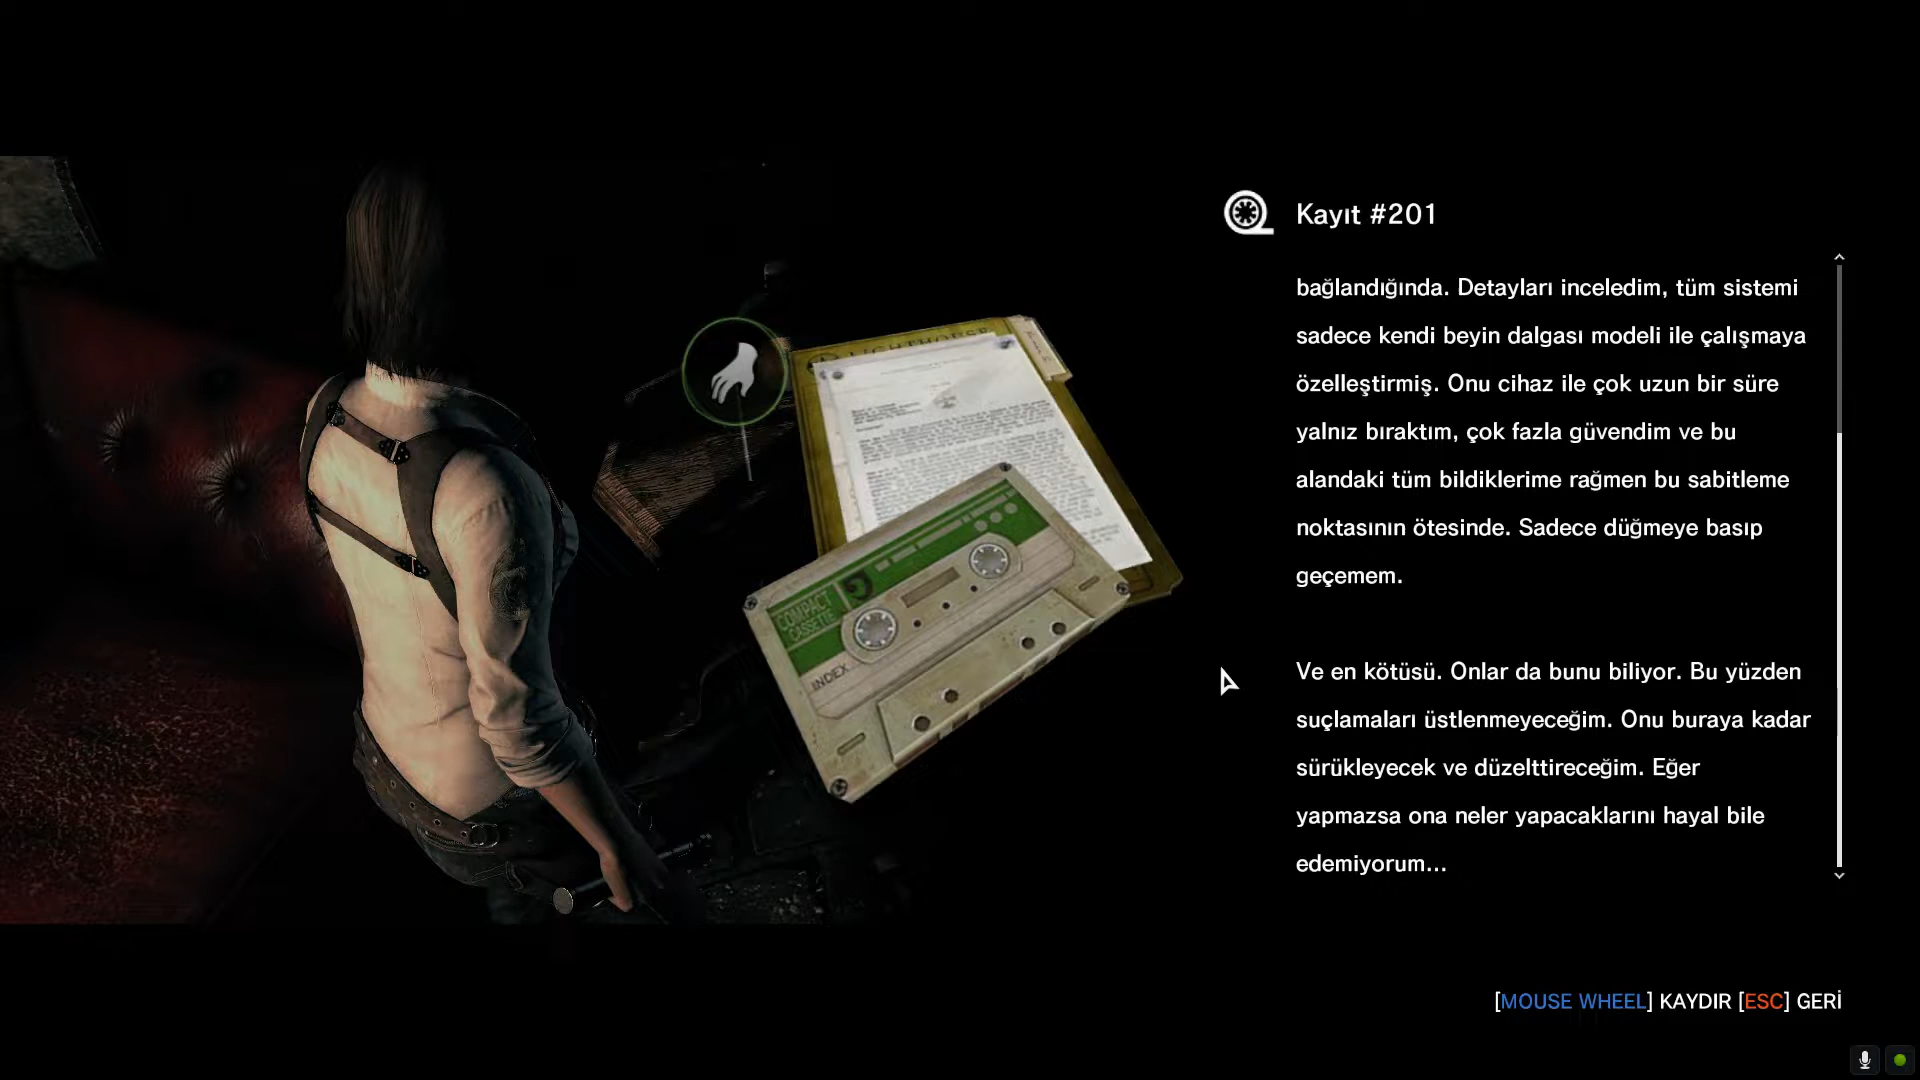 Kayıt #201
bağlandığında. Detayları inceledim, tüm sistemi
sadece kendi beyin dalgası modeli ile çalışmaya
özelleştirmiş. Onu cihaz ile çok uzun bir süre
yalnız bıraktım, çok fazla güvendim ve bu
alandaki tüm bildiklerime rağmen bu sabitleme
noktasının ötesinde. Sadece düğmeye basıp
geçemem.
Ve en kötüsü. Onlar da bunu biliyor. Bu yüzden
suçlamaları üstlenmeyeceğim. Onu buraya kadar
sürükleyecek ve düzelttireceğim. Eğer
yapmazsa ona neler yapacaklarını hayal bile
edemiyorum...
LIGHTHOUSE
COMPACT
CASSETTE
INDEX
[MOUSE WHEEL] KAYDIR [ESC] GERİ